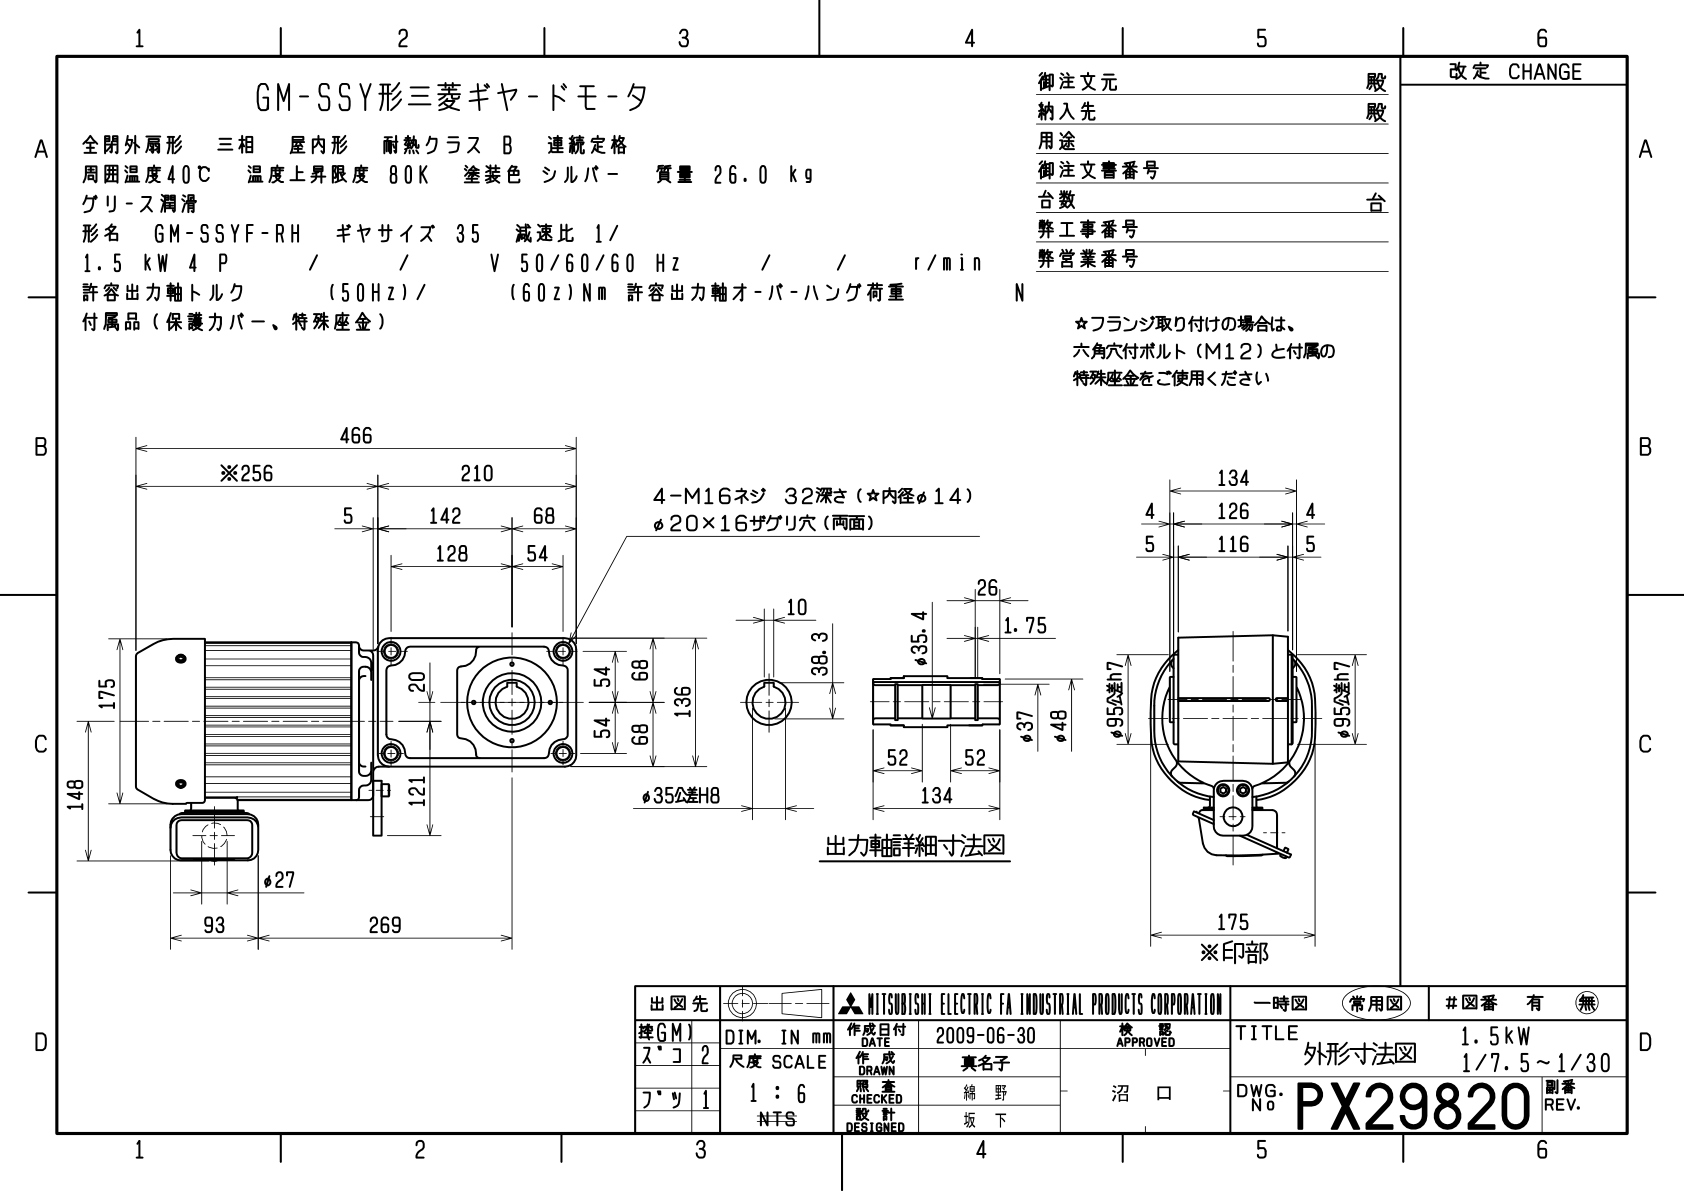 1 2 3 4 5 6
改定 CHANGE
GM-SSY形三菱ギヤードモータ
全閉外扇形 三相 屋内形 耐熱クラス B 連続定格
周囲温度40℃ 温度上昇限度 80K 塗装色 シルバー 質量 26.0 kg
グリース潤滑
形名 GM-SSYF-RH ギヤサイズ 35 減速比 1/
1.5 kW 4 P / / V 50/60/60 Hz / / r/min
許容出力軸トルク (50Hz)/ (60z)Nm 許容出力軸オーバーハング荷重 N
付属品(保護カバー、特殊座金)
御注文元 殿
納入先 殿
用途
御注文書番号
台数 台
弊工事番号
弊営業番号
☆フランジ取り付けの場合は、
六角穴付ボルト(M12)と付属の
特殊座金をご使用ください
A A
B B
C C
D D
466
※256 210
5 142 68
128 54
4-M16ネジ 32深さ(☆内径φ14)
φ20×16ザグリ穴(両面)
175
148
20
121
54
54
68
68
136
φ27
93 269
10
38.3
φ35公差H8
26
1.75
φ35.4
φ37
φ48
52 52
134
出力軸詳細寸法図
134
4 126 4
5 116 5
φ95公差h7
φ95公差h7
175
※印部
出図先
控(GM)
ズコ 2
ブツ 1
DIM. IN mm
尺度 SCALE
1 : 6
NTS
MITSUBISHI ELECTRIC FA INDUSTRIAL PRODUCTS CORPORATION
作成日付 DATE 2009-06-30
作成 DRAWN 真名子
照査 CHECKED 綿野
設計 DESIGNED 坂下
検認 APPROVED
沼口
一時図 常用図 #図番 有 無
TITLE
外形寸法図
1.5kW
1/7.5~1/30
DWG. No PX29820
副番 REV.
1 2 3 4 5 6